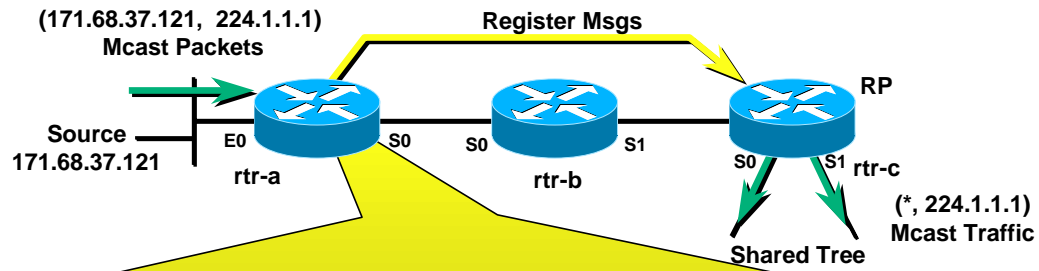 (171.68.37.121, 224.1.1.1)
Mcast Packets
Register Msgs
RP
Source
171.68.37.121
E0
S0
S0
S1
S0
S1
rtr-a
rtr-b
rtr-c
(*, 224.1.1.1)
Mcast Traffic
Shared Tree